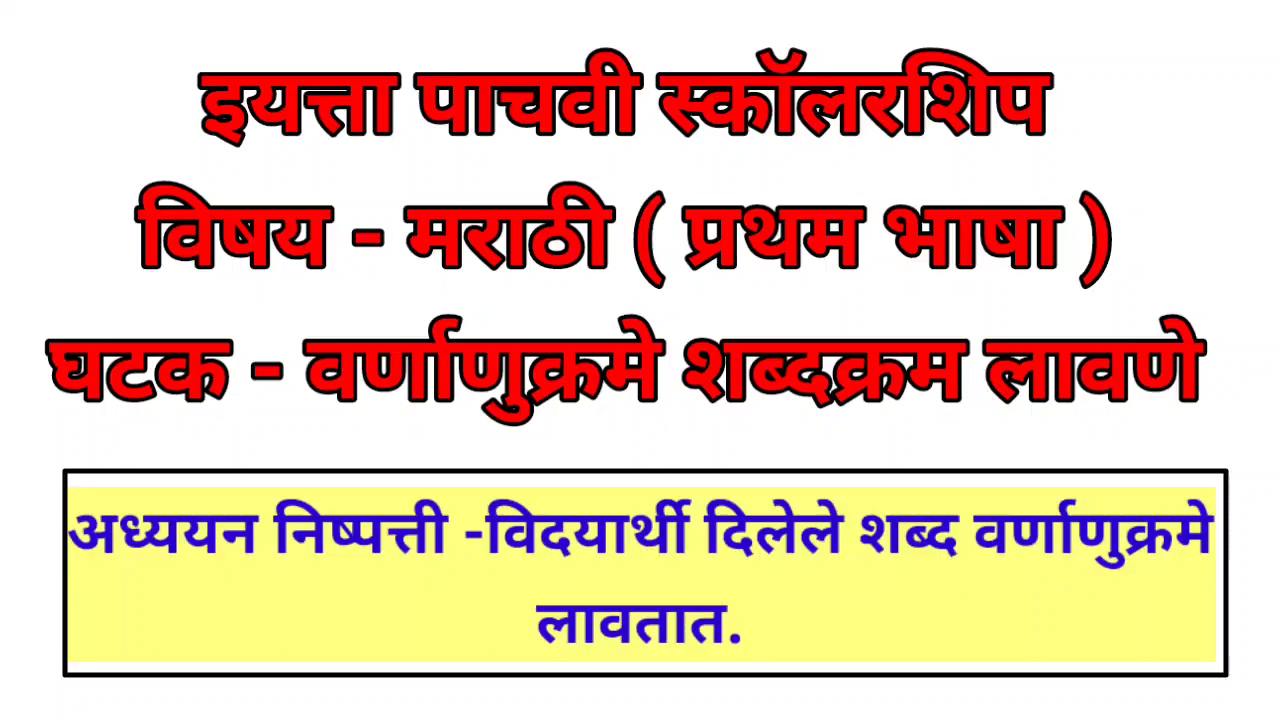 इयत्ता पाचवी स्कॉलरशिप
विषय - मराठी ( प्रथम भाषा )
घटक - वर्णाणुक्रमे शब्दक्रम लावणे
अध्ययन निष्पत्ती -विदयार्थी दिलेले शब्द वर्णाणुक्रमे
लावतात.